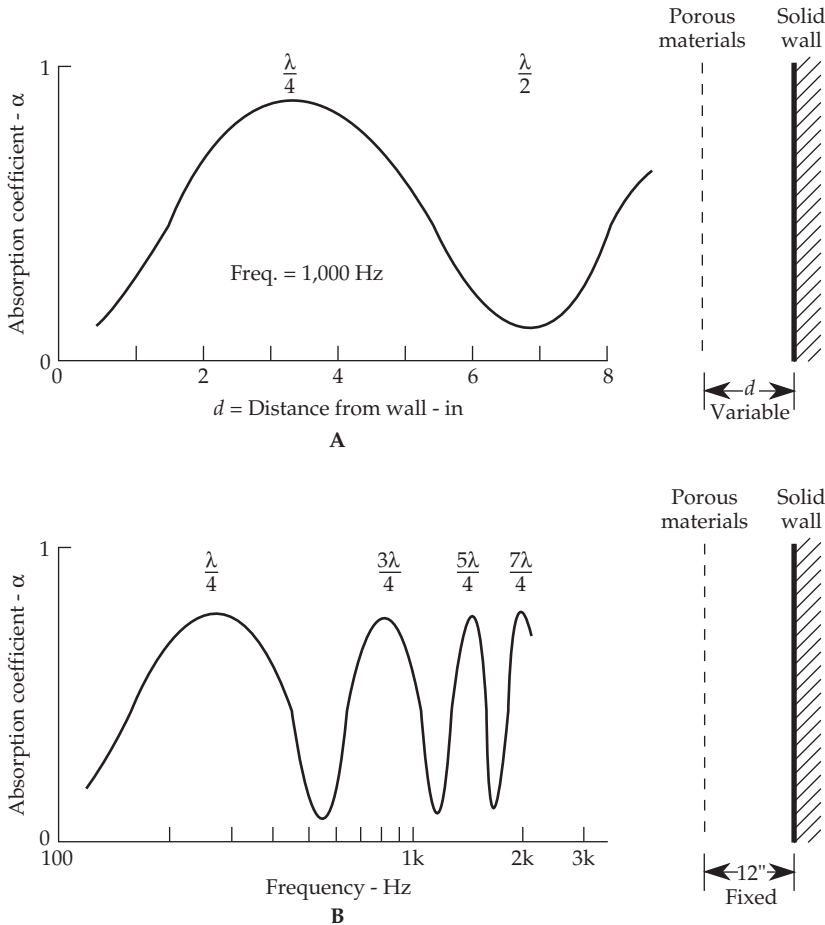 Porous
materials
Solid
wall
1
λ/4
λ/2
Absorption coefficient - α
Freq. = 1,000 Hz
0
0 2 4 6 8
d = Distance from wall - in
A
d
Variable
Porous
materials
Solid
wall
1
λ/4 3λ/4 5λ/4 7λ/4
Absorption coefficient - α
0
100 1k 2k 3k
Frequency - Hz
B
12"
Fixed